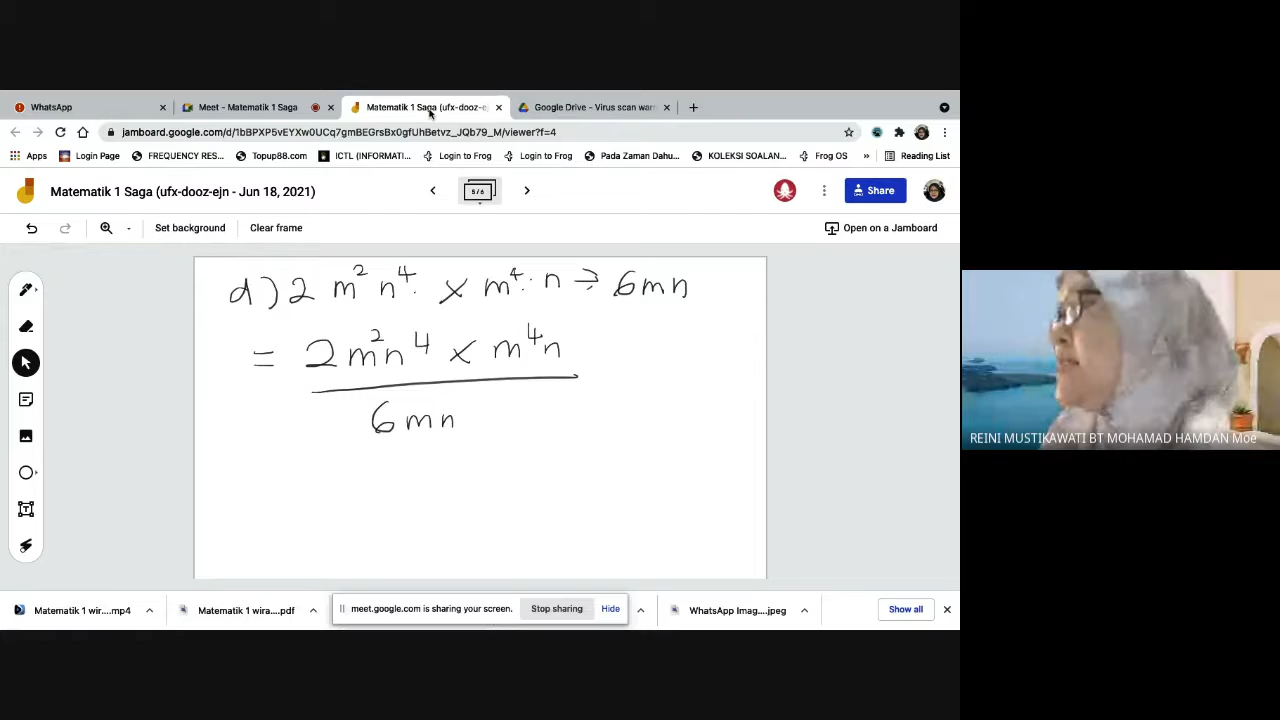 WhatsApp
Meet - Matematik 1 Saga
Matematik 1 Saga (ufx-dooz-e
Google Drive - Virus scan warn
jamboard.google.com/d/1bBPXP5vEYXw0UCq7gmBEGrsBx0gfUhBetvz_JQb79_M/viewer?f=4
Apps Login Page FREQUENCY RES... Topup88.com ICTL (INFORMATI... Login to Frog Login to Frog Pada Zaman Dahu... KOLEKSI SOALAN... Frog OS » Reading List
Matematik 1 Saga (ufx-dooz-ejn - Jun 18, 2021)
5/6
Share
Set background Clear frame Open on a Jamboard
d) 2 m² n⁴ × m⁴ · n ÷ 6mn
= 2m²n⁴ × m⁴n
6mn
REINI MUSTIKAWATI BT MOHAMAD HAMDAN Moe
Matematik 1 wir....mp4 Matematik 1 wira....pdf meet.google.com is sharing your screen. Stop sharing Hide WhatsApp Imag....jpeg Show all